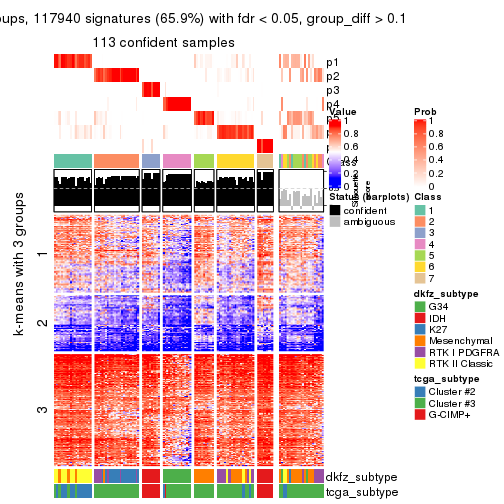 oups, 117940 signatures (65.9%) with fdr < 0.05, group_diff > 0.1
113 confident samples
p1
p2
p3
p4
Value
1
0.8
0.6
0.4
0.2
0
Prob
1
0.8
0.6
0.4
0.2
0
Status (barplots)
confident
ambiguous
Class
1
2
3
4
5
6
7
k-means with 3 groups
1
2
3
dkfz_subtype
G34
IDH
K27
Mesenchymal
RTK I PDGFRA
RTK II Classic
tcga_subtype
Cluster #2
Cluster #3
G-CIMP+
dkfz_subtype
tcga_subtype